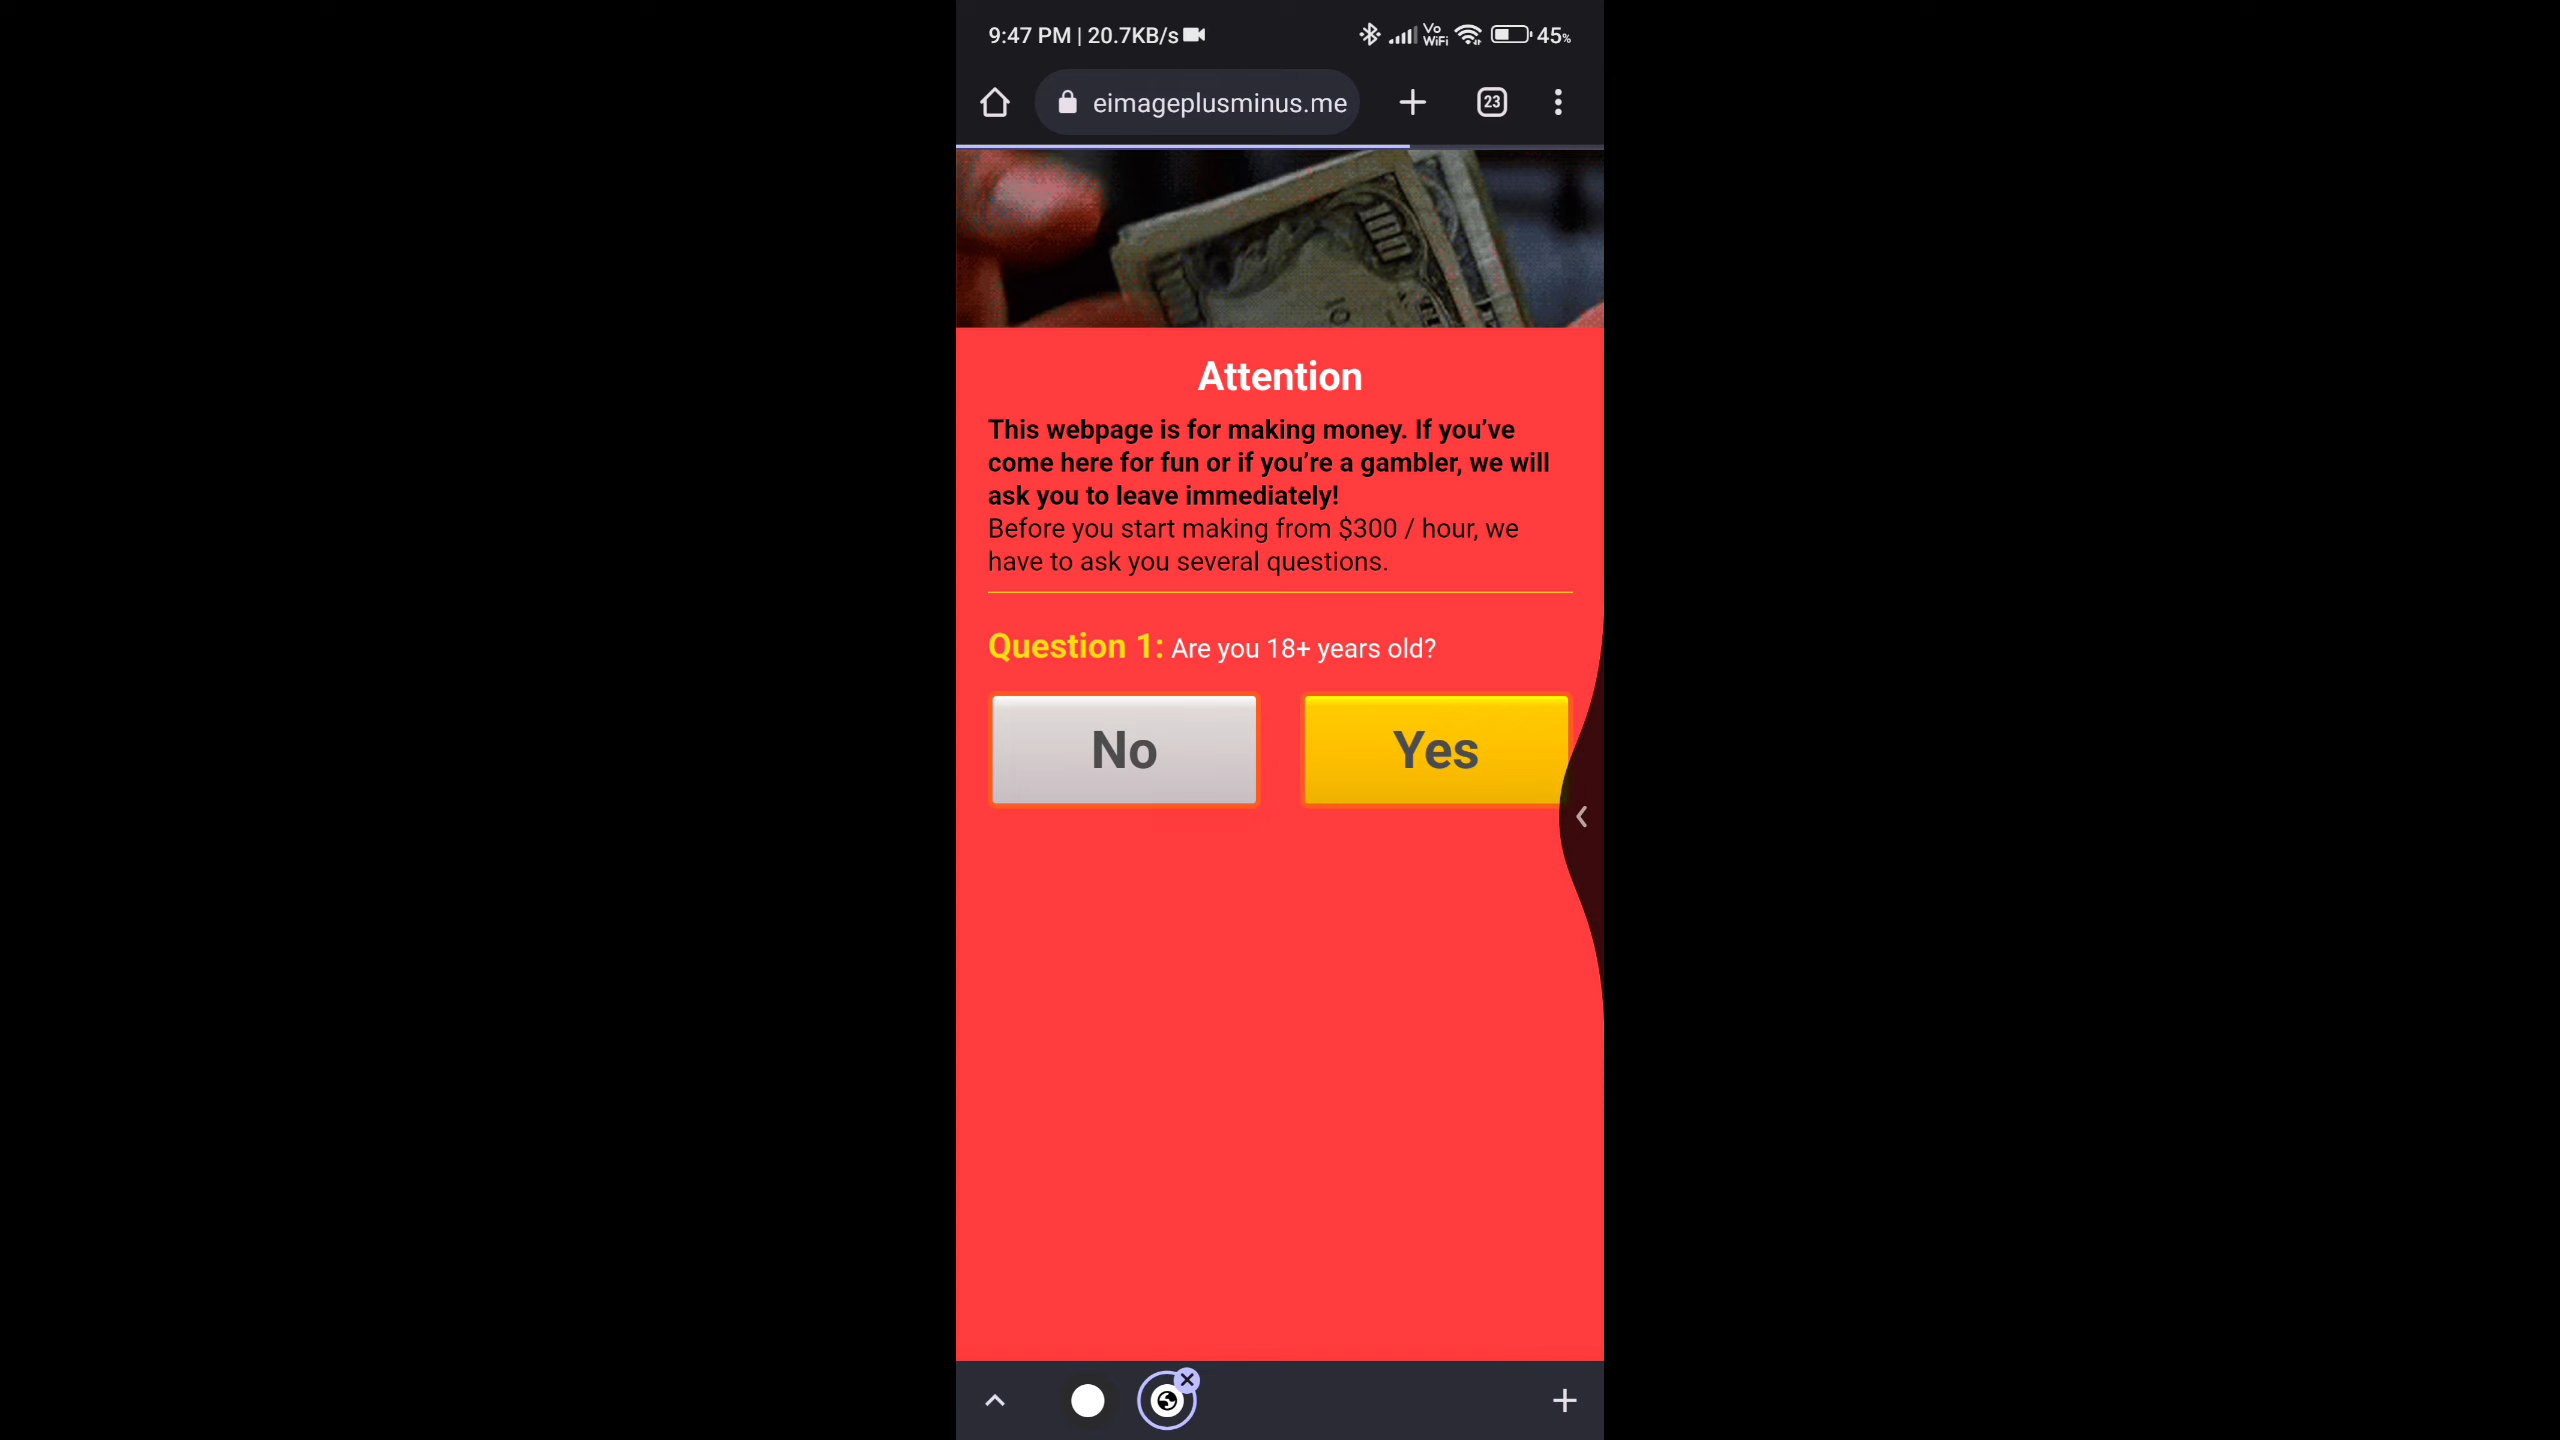 9:47 PM | 20.7KB/s
Vo
WiFi
45%
eimageplusminus.me
23
Attention
This webpage is for making money. If you’ve
come here for fun or if you’re a gambler, we will
ask you to leave immediately!
Before you start making from $300 / hour, we
have to ask you several questions.
Question 1: Are you 18+ years old?
No
Yes